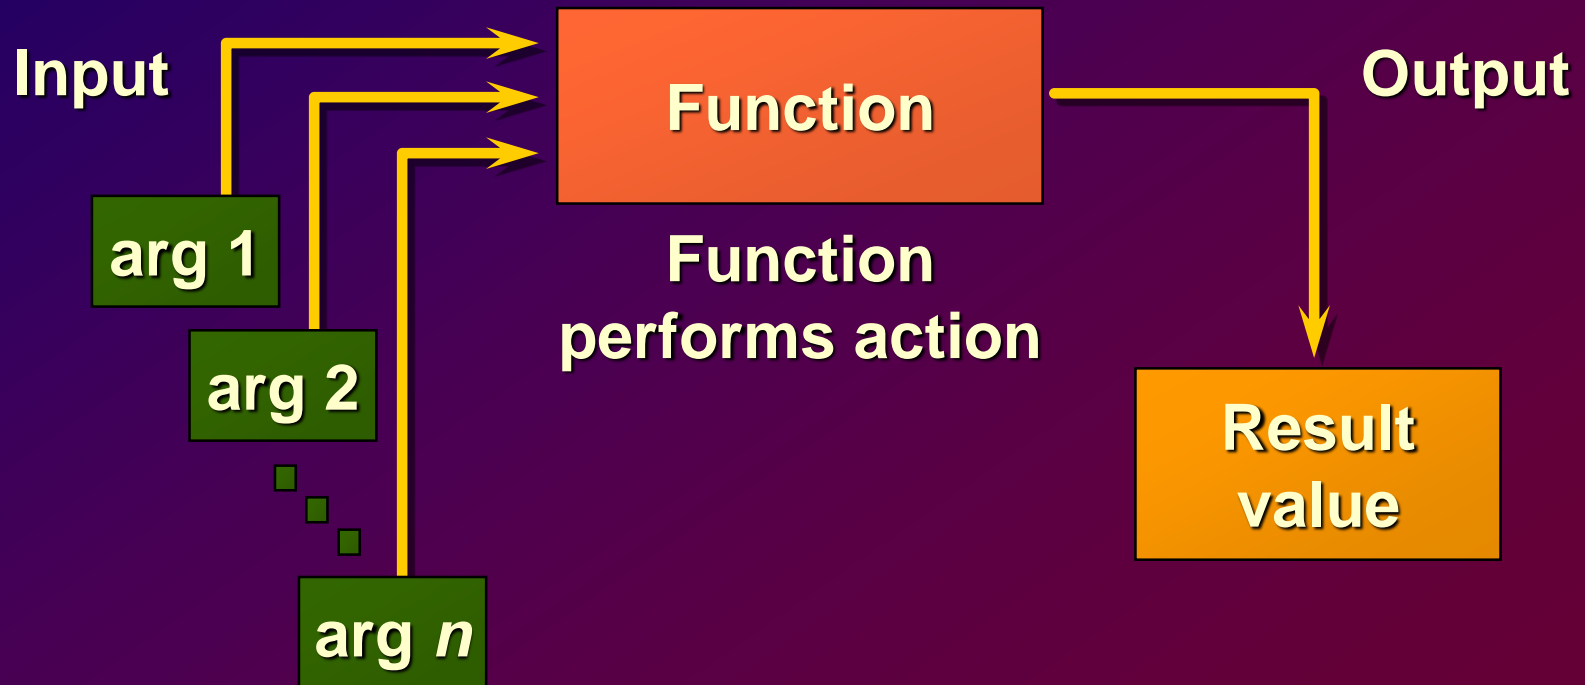 Input
Function
Output
arg 1
Function
performs action
arg 2
Result
value
arg n